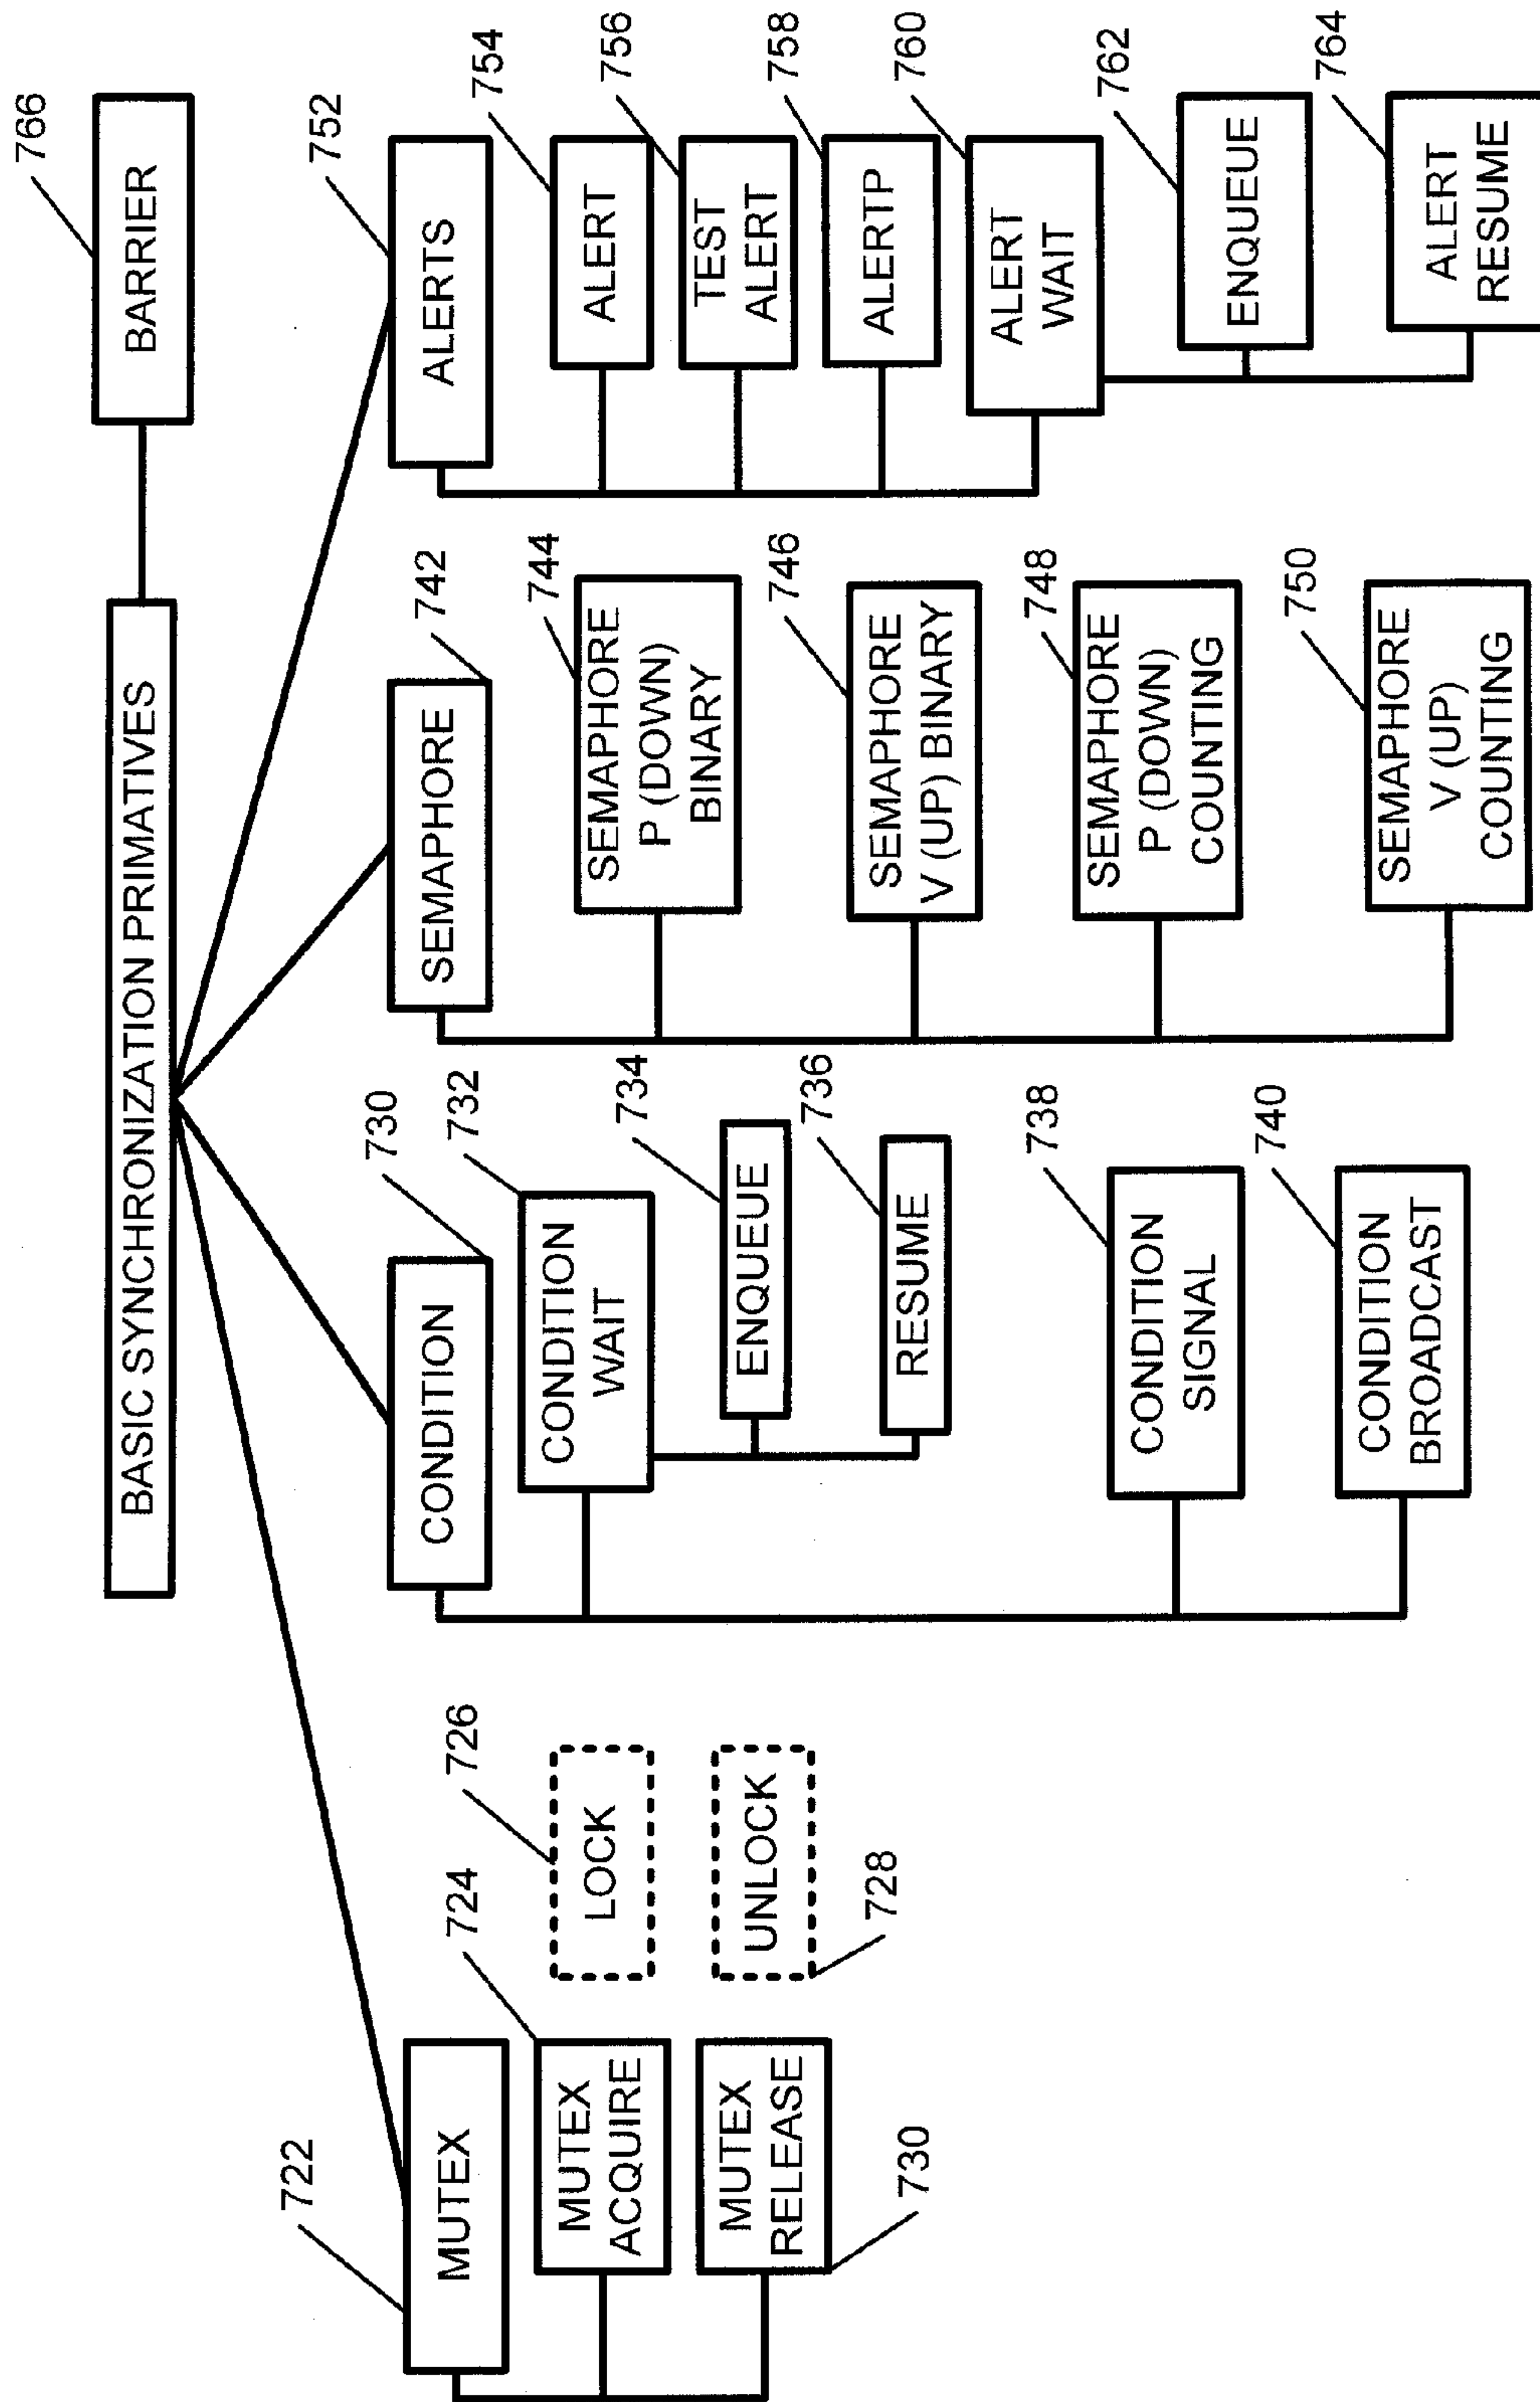 BASIC SYNCHRONIZATION PRIMATIVES
766
BARRIER
722
MUTEX
724
MUTEX
ACQUIRE
MUTEX
RELEASE
730
726
LOCK
UNLOCK
728
730
CONDITION
732
CONDITION
WAIT
734
ENQUEUE
736
RESUME
738
CONDITION
SIGNAL
740
CONDITION
BROADCAST
742
SEMAPHORE
744
SEMAPHORE
P (DOWN)
BINARY
746
SEMAPHORE
V (UP) BINARY
748
SEMAPHORE
P (DOWN)
COUNTING
750
SEMAPHORE
V (UP)
COUNTING
752
ALERTS
754
ALERT
756
TEST
ALERT
758
ALERTP
760
ALERT
WAIT
762
ENQUEUE
764
ALERT
RESUME